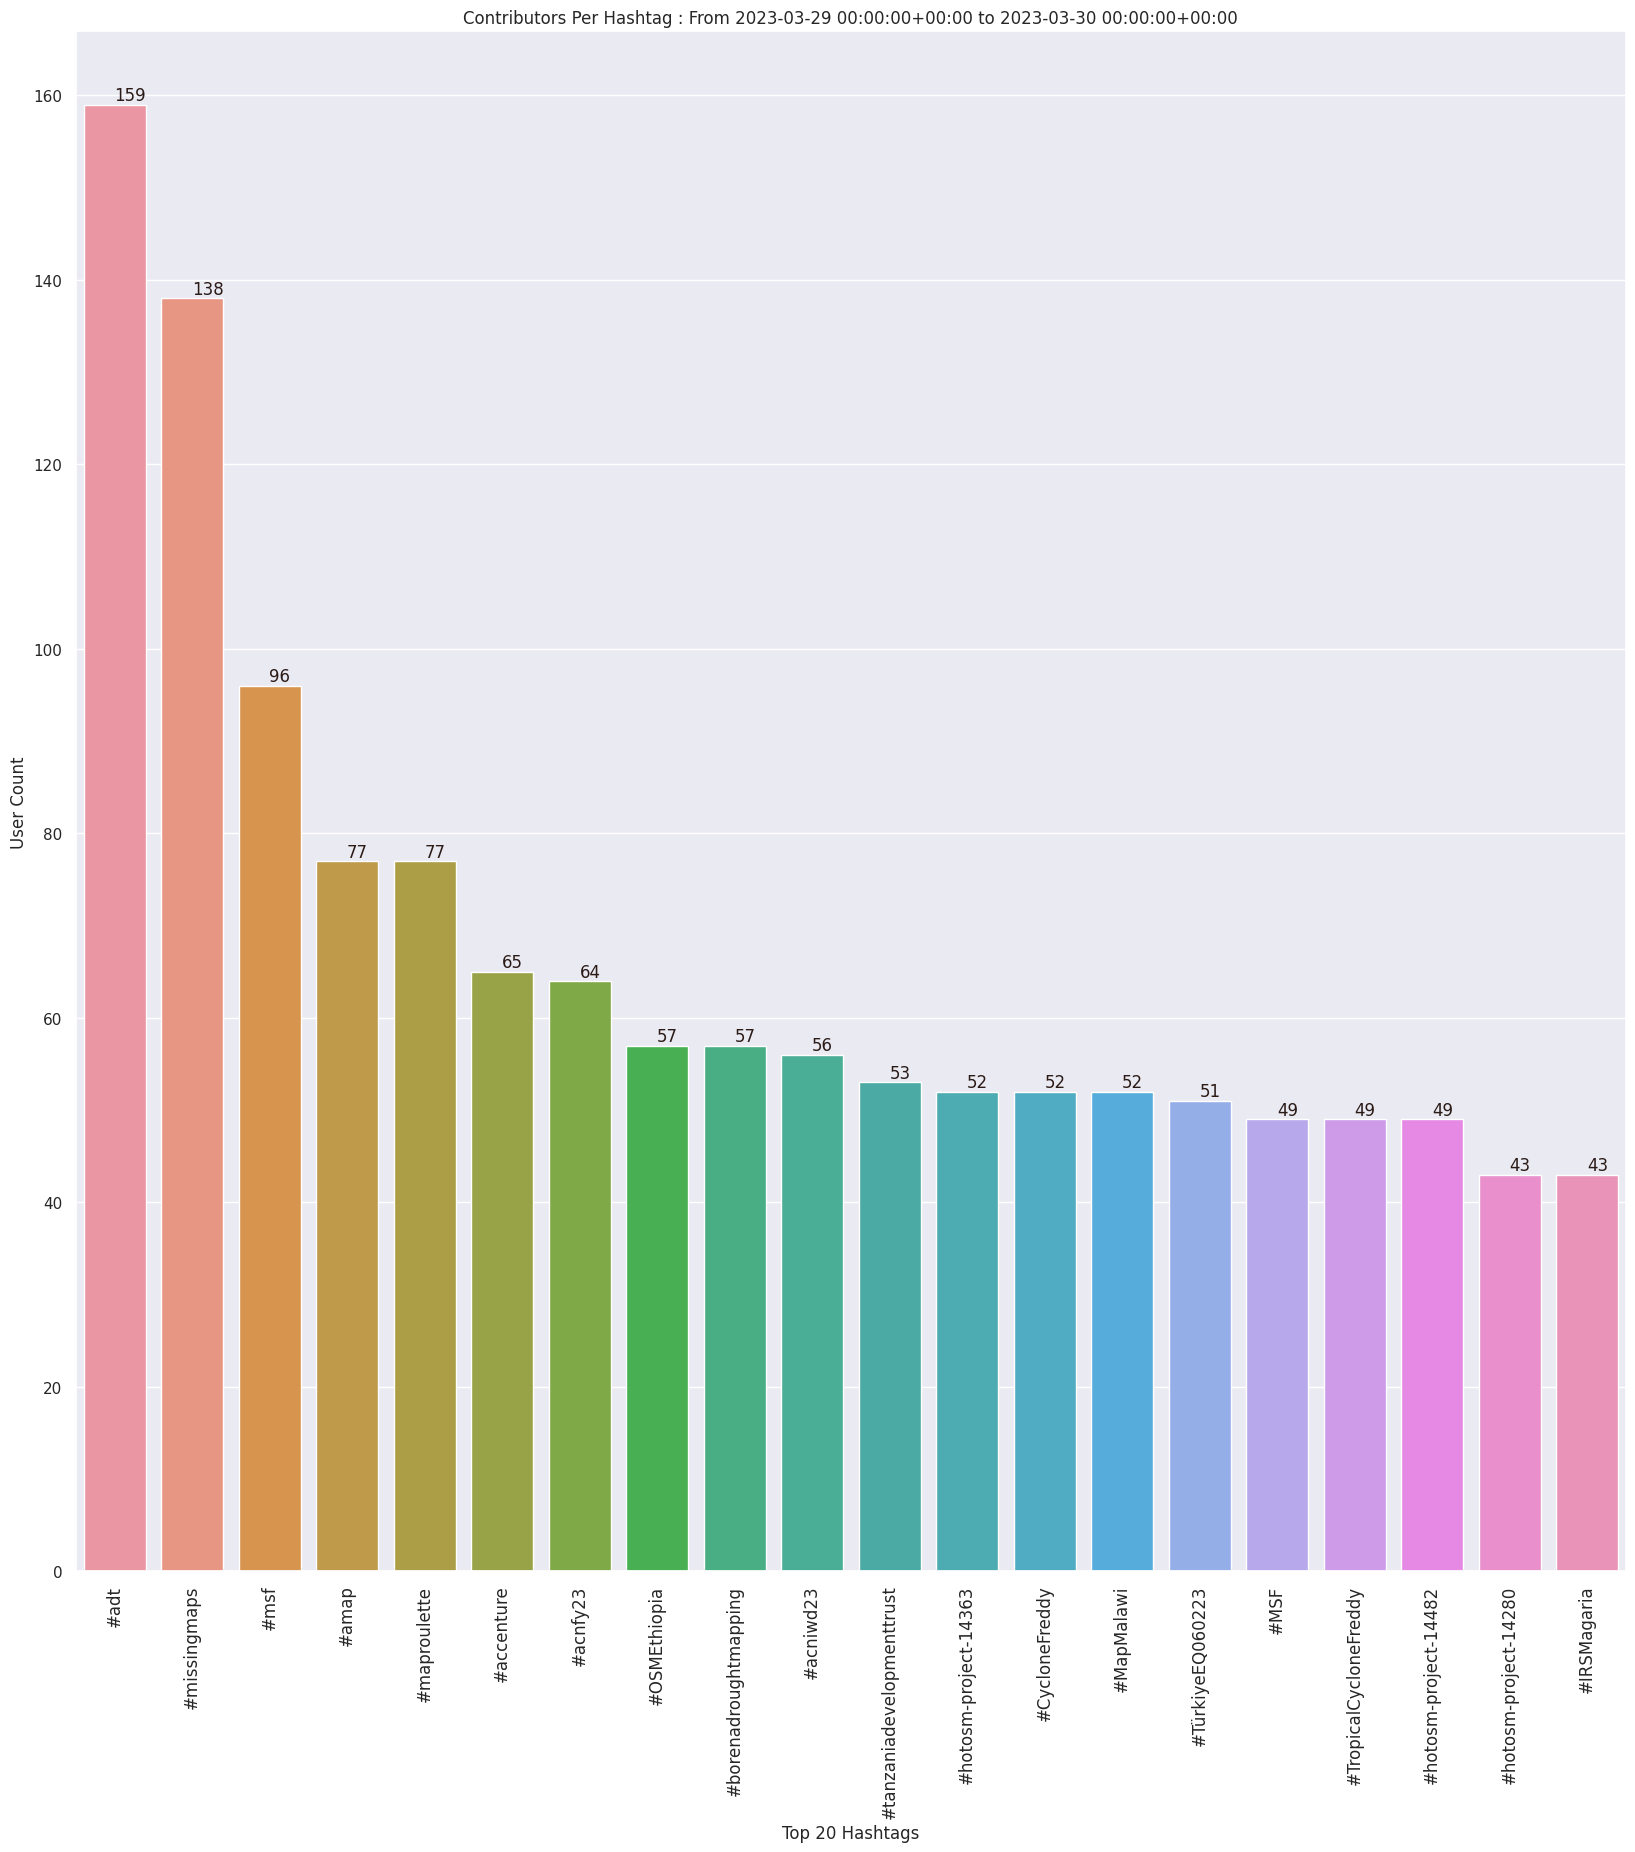 Contributors Per Hashtag : From 2023-03-29 00:00:00+00:00 to 2023-03-30 00:00:00+00:00
User Count
160
140
120
100
80
60
40
20
0
159
138
96
77
77
65
64
57
57
56
53
52
52
52
51
49
49
49
43
43
#adt
#missingmaps
#msf
#amap
#maproulette
#accenture
#acnfy23
#OSMEthiopia
#borenadroughtmapping
#acniwd23
#tanzaniadevelopmenttrust
#hotosm-project-14363
#CycloneFreddy
#MapMalawi
#TürkiyeEQ060223
#MSF
#TropicalCycloneFreddy
#hotosm-project-14482
#hotosm-project-14280
#IRSMagaria
Top 20 Hashtags